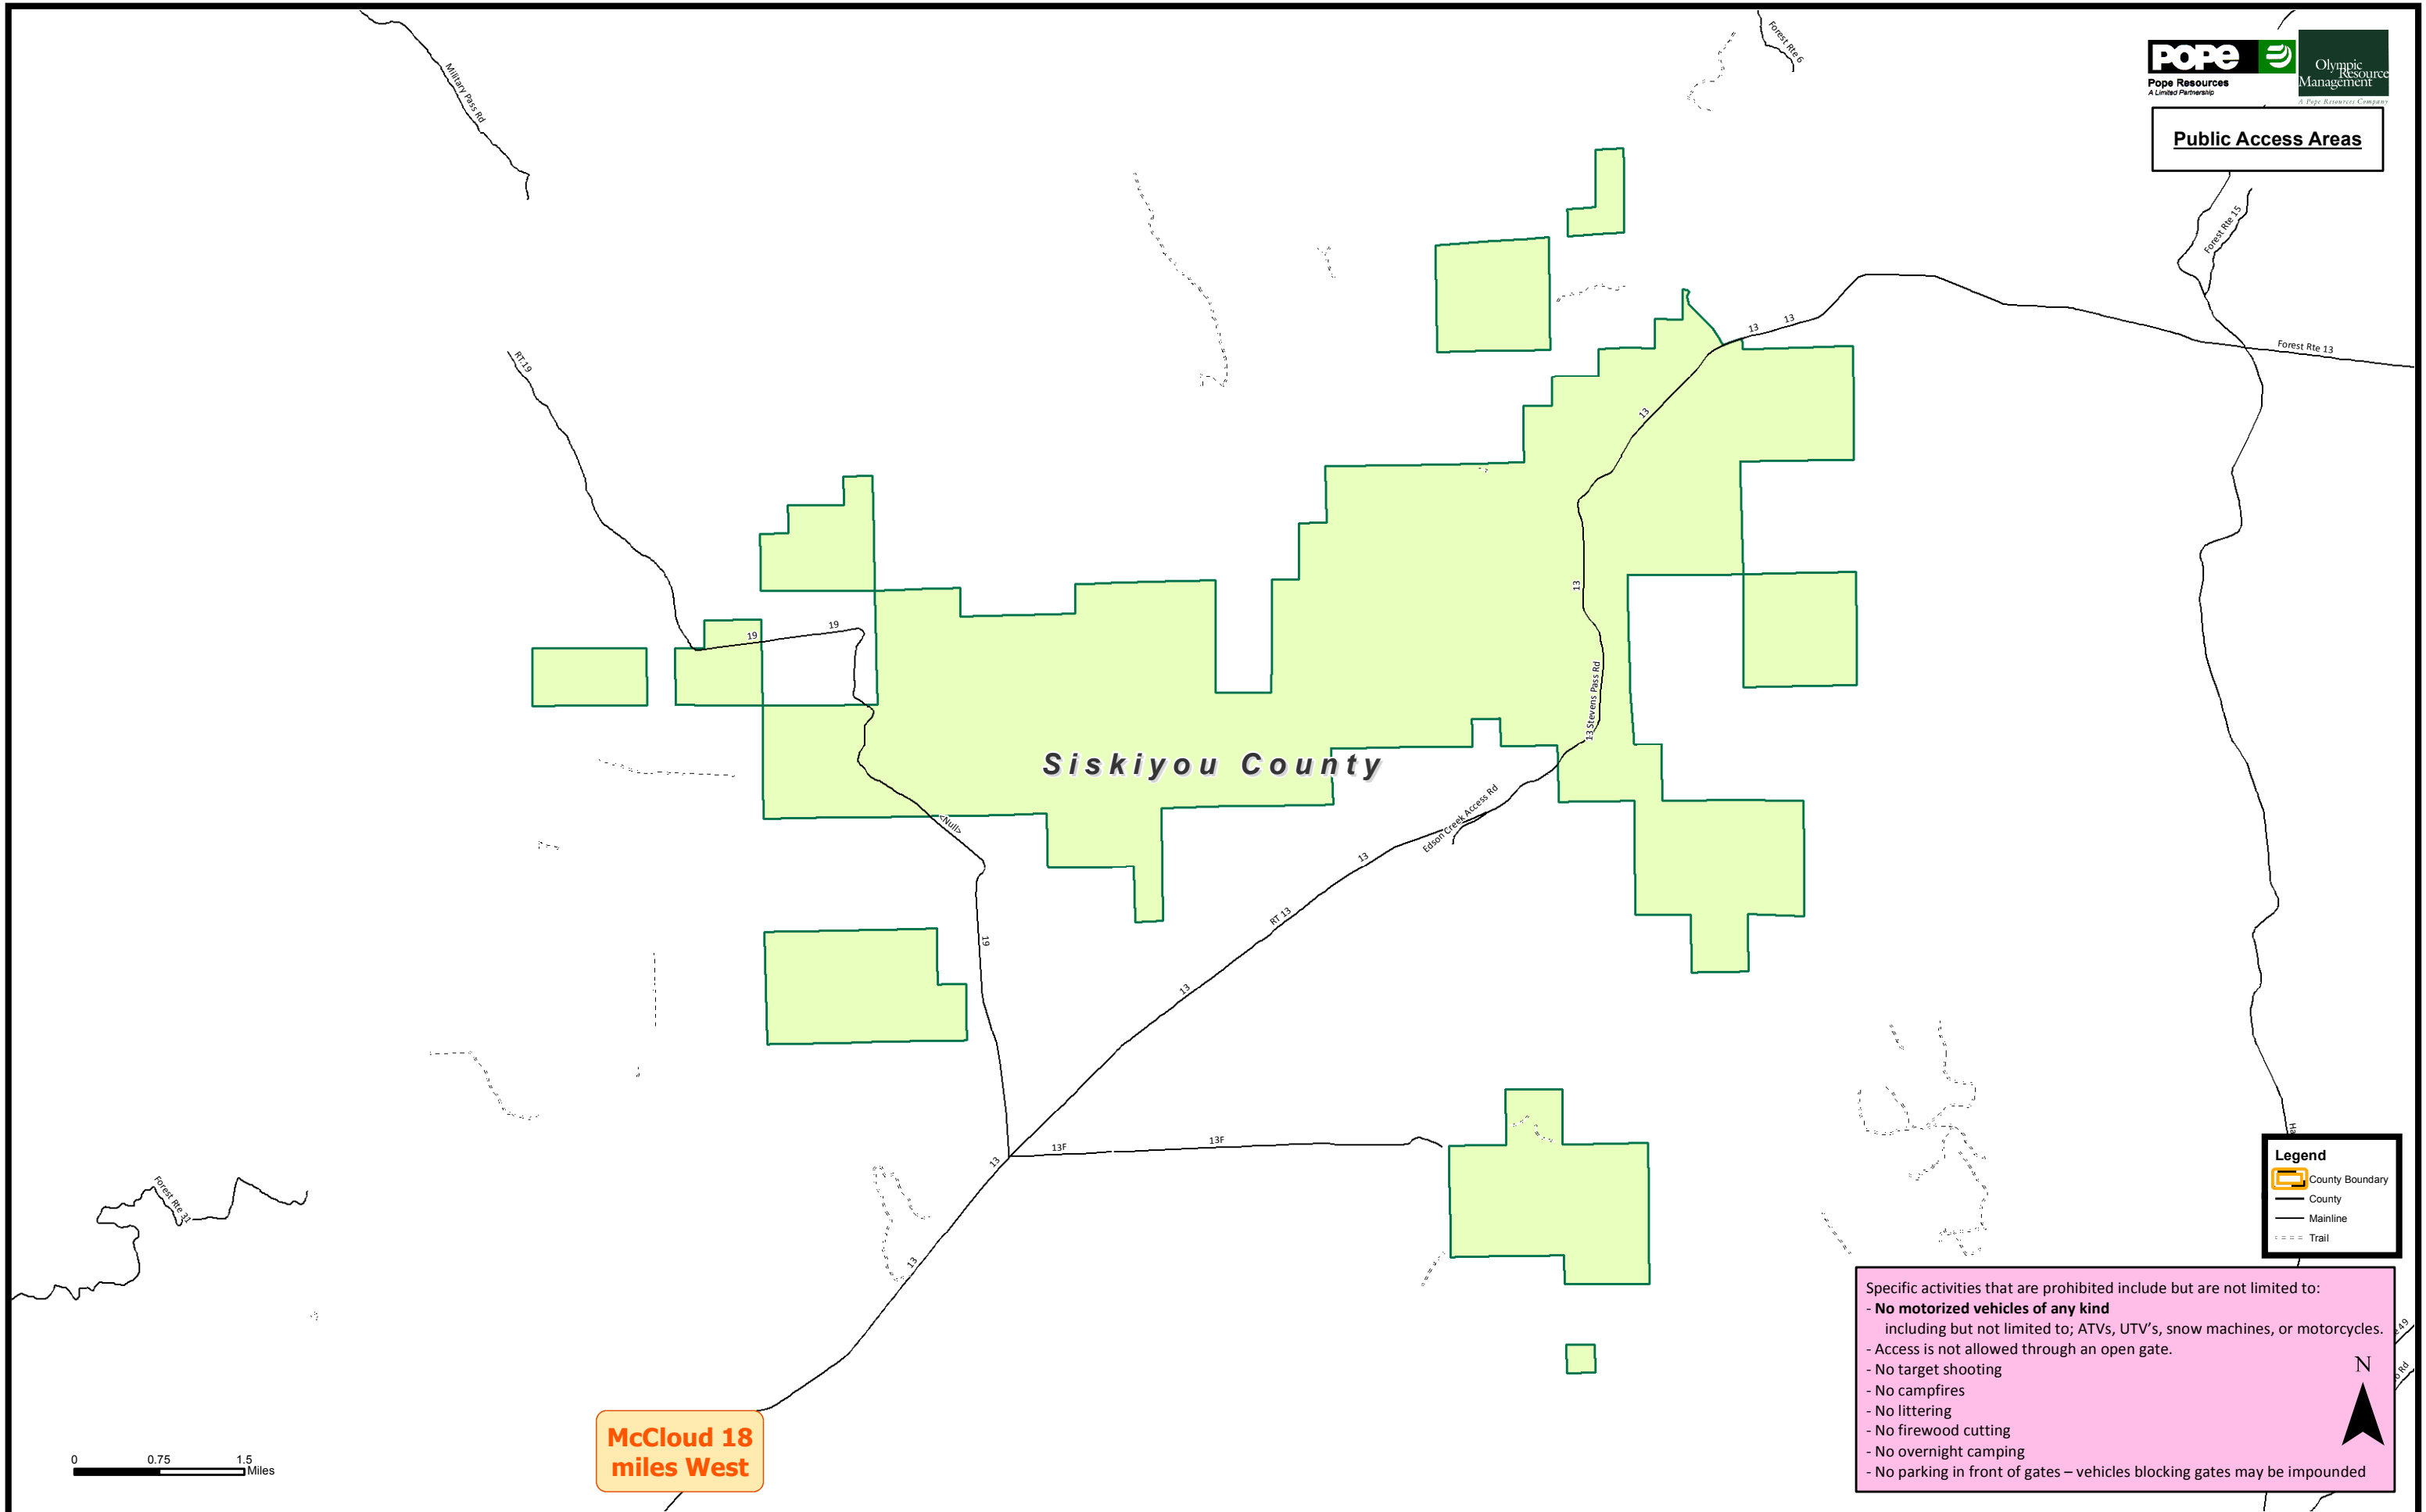 Forest Rte 6
Military Pass Rd
POPE
Pope Resources
A Limited Partnership
Olympic
Resource
Management
A Pope Resources Company
Public Access Areas
Forest Rte 15
13
13
Forest Rte 13
RT 19
13
19
19
13
13 Stevens Pass Rd
Siskiyou County
Edson Creek Access Rd
<Null>
13
RT 13
19
13
13F
13F
13
Forest Rte 31
13
Ha
Legend
County Boundary
County
Mainline
Trail
Specific activities that are prohibited include but are not limited to:
- No motorized vehicles of any kind
including but not limited to; ATVs, UTV's, snow machines, or motorcycles.
- Access is not allowed through an open gate.
- No target shooting
- No campfires
- No littering
- No firewood cutting
- No overnight camping
- No parking in front of gates – vehicles blocking gates may be impounded
N
49
Rd
McCloud 18
miles West
0 0.75 1.5
Miles